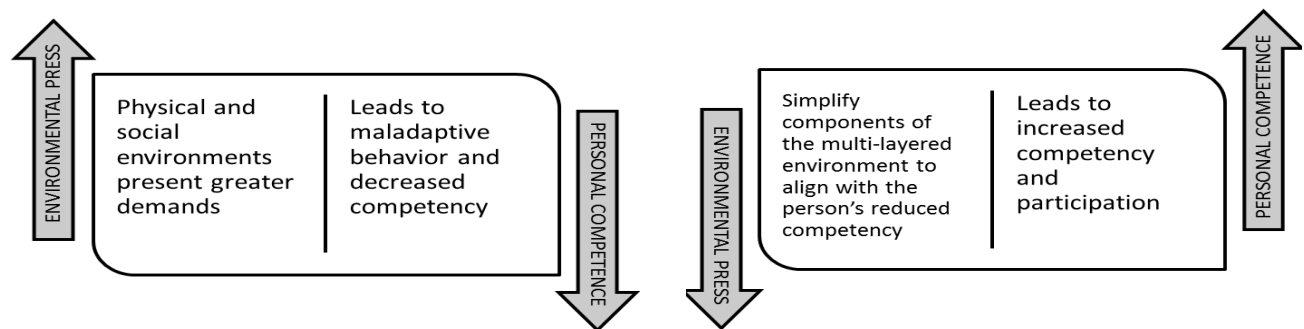 ENVIRONMENTAL PRESS
Physical and
social
environments
present greater
demands
Leads to
maladaptive
behavior and
decreased
competency
PERSONAL COMPETENCE
ENVIRONMENTAL PRESS
Simplify
components of
the multi-layered
environment to
align with the
person's reduced
competency
Leads to
increased
competency
and
participation
PERSONAL COMPETENCE